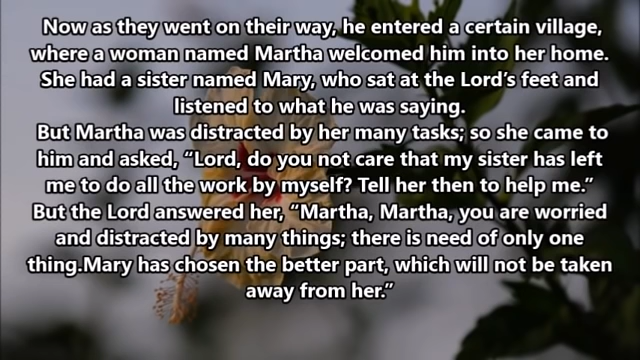 Now as they went on their way, he entered a certain village,
where a woman named Martha welcomed him into her home.
She had a sister named Mary, who sat at the Lord’s feet and
listened to what he was saying.
But Martha was distracted by her many tasks; so she came to
him and asked, “Lord, do you not care that my sister has left
me to do all the work by myself? Tell her then to help me.”
But the Lord answered her, “Martha, Martha, you are worried
and distracted by many things; there is need of only one
thing.Mary has chosen the better part, which will not be taken
away from her.”